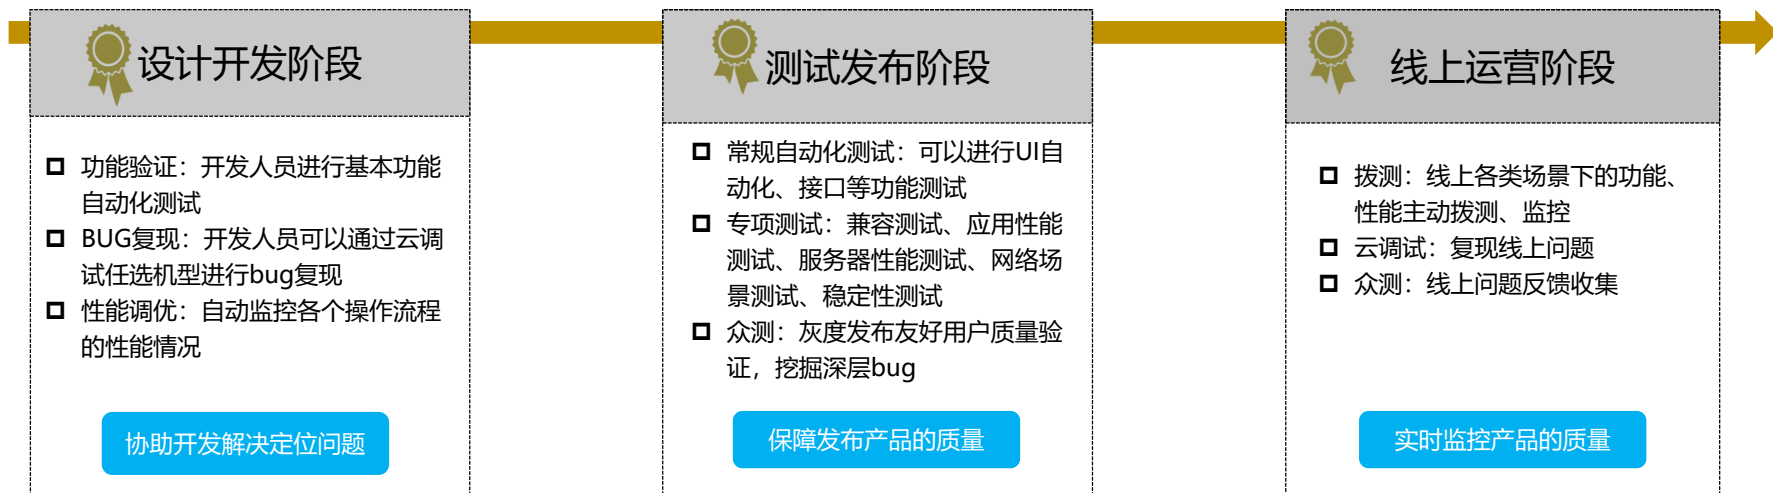 设计开发阶段
功能验证：开发人员进行基本功能
自动化测试
BUG复现：开发人员可以通过云调
试任选机型进行bug复现
性能调优：自动监控各个操作流程
的性能情况
协助开发解决定位问题
测试发布阶段
常规自动化测试：可以进行UI自
动化、接口等功能测试
专项测试：兼容测试、应用性能
测试、服务器性能测试、网络场
景测试、稳定性测试
众测：灰度发布友好用户质量验
证，挖掘深层bug
保障发布产品的质量
线上运营阶段
拨测：线上各类场景下的功能、
性能主动拨测、监控
云调试：复现线上问题
众测：线上问题反馈收集
实时监控产品的质量